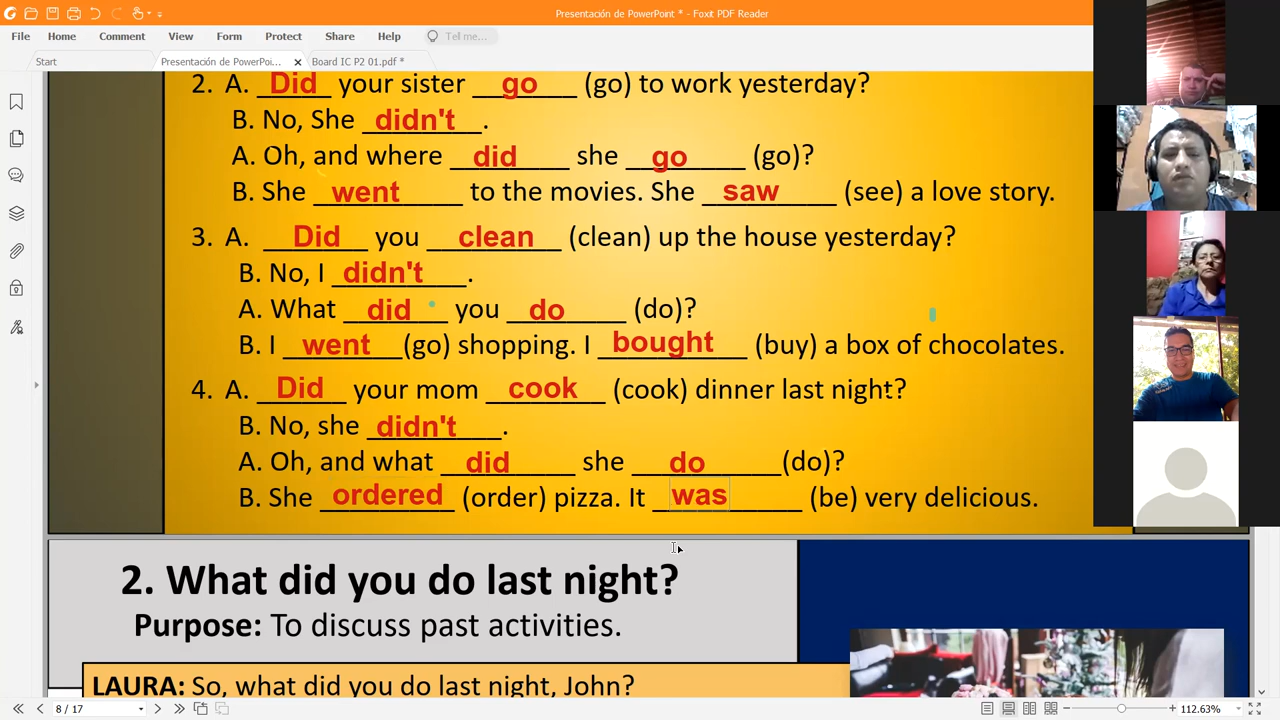 Presentación de PowerPoint * - Foxit PDF Reader
File Home Comment View Form Protect Share Help Tell me...
Start Presentación de PowerPoi... × Board IC P2 01.pdf *
2. A. Did your sister go (go) to work yesterday?
B. No, She didn't.
A. Oh, and where did she go (go)?
B. She went to the movies. She saw (see) a love story.
3. A. Did you clean (clean) up the house yesterday?
B. No, I didn't.
A. What did you do (do)?
B. I went (go) shopping. I bought (buy) a box of chocolates.
4. A. Did your mom cook (cook) dinner last night?
B. No, she didn't.
A. Oh, and what did she do (do)?
B. She ordered (order) pizza. It was (be) very delicious.
2. What did you do last night?
Purpose: To discuss past activities.
LAURA: So, what did you do last night, John?
8 / 17
112.63%